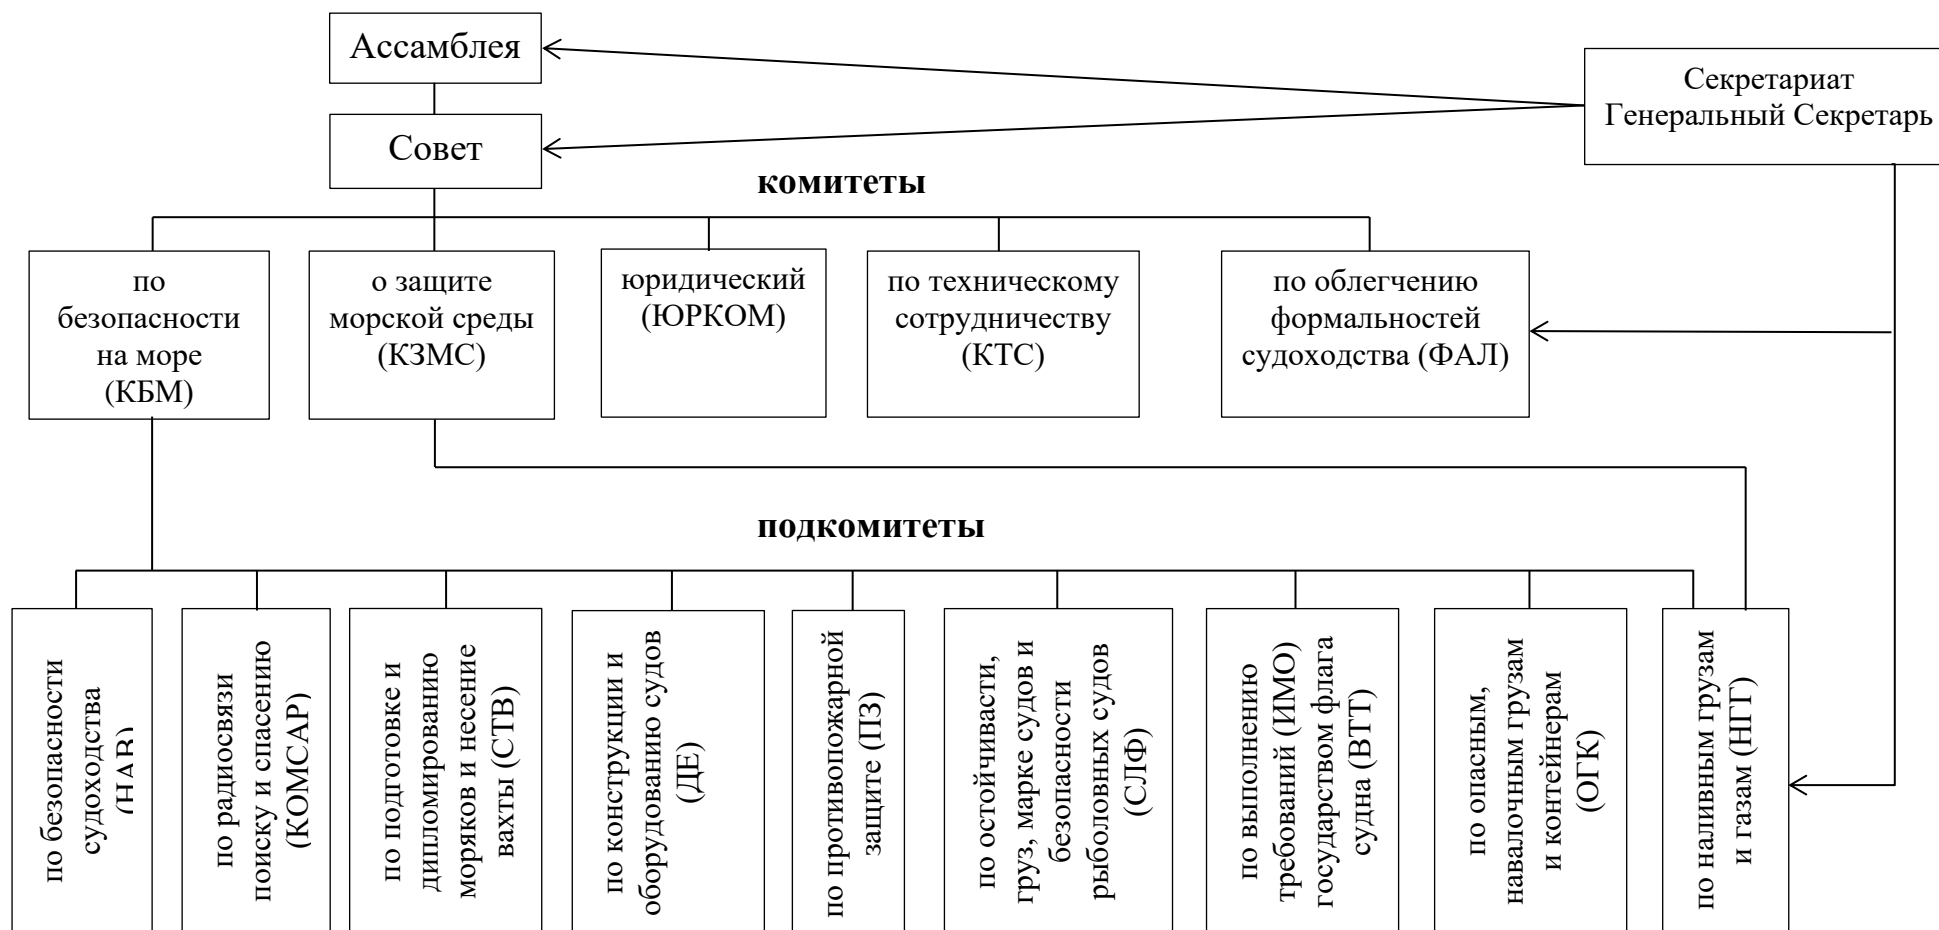 Ассамблея
Секретариат
Генеральный Секретарь
Совет
комитеты
по
безопасности
на море
(КБМ)
о защите
морской среды
(КЗМС)
юридический
(ЮРКОМ)
по техническому
сотрудничеству
(КТС)
по облегчению
формальностей
судоходства (ФАЛ)
подкомитеты
по безопасности
судоходства
(НАВ)
по радиосвязи
поиску и спасению
(КОМСАР)
по подготовке и
дипломированию
моряков и несение
вахты (СТВ)
по конструкции и
оборудованию судов
(ДЕ)
по противопожарной
защите (ПЗ)
по остойчивасти,
груз, марке судов и
безопасности
рыболовных судов
(СЛФ)
по выполнению
требований (ИМО)
государством флага
судна (ВТТ)
по опасным,
навалочным грузам
и контейнерам
(ОГК)
по наливным грузам
и газам (НГГ)